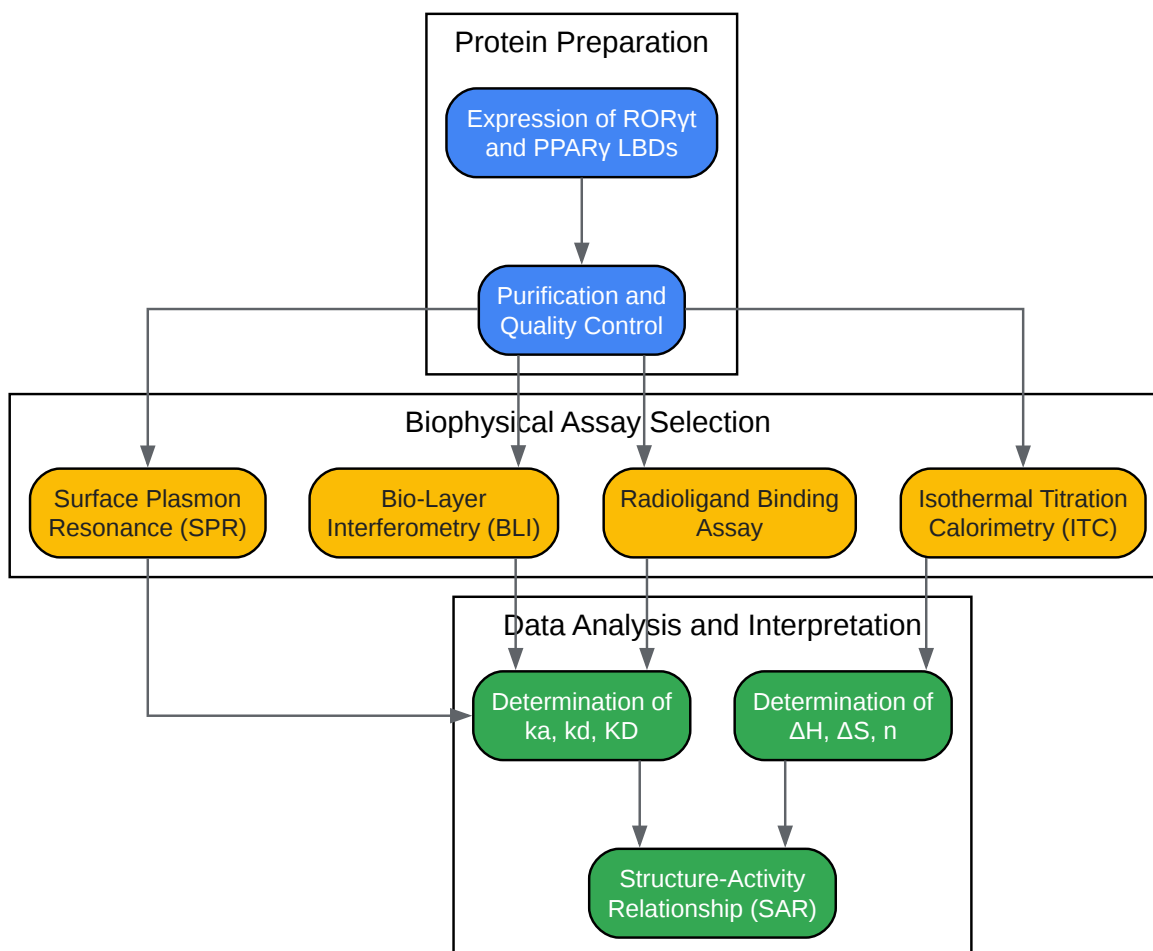 Protein Preparation
Expression of RORγt
and PPARγ LBDs
Purification and
Quality Control
Biophysical Assay Selection
Surface Plasmon
Resonance (SPR)
Bio-Layer
Interferometry (BLI)
Radioligand Binding
Assay
Isothermal Titration
Calorimetry (ITC)
Data Analysis and Interpretation
Determination of
ka, kd, KD
Determination of
ΔH, ΔS, n
Structure-Activity
Relationship (SAR)